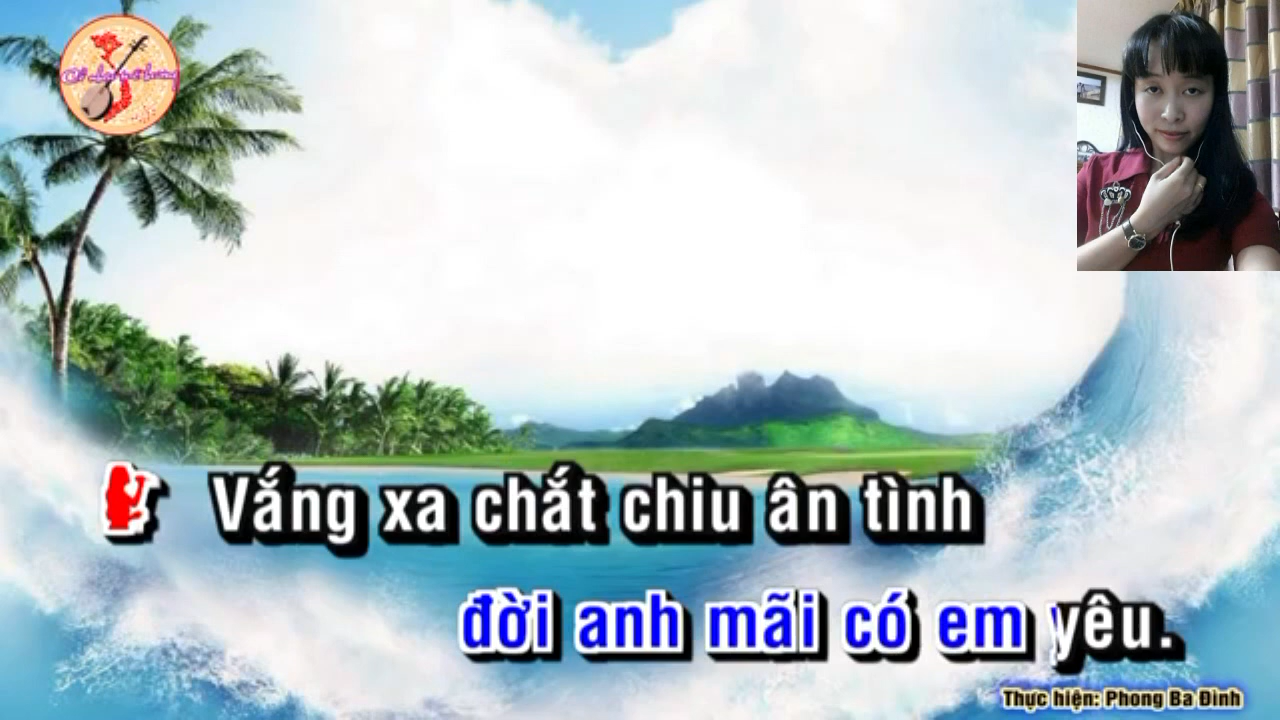 Vắng xa chắt chiu ân tình
đời anh mãi có em yêu.
Thực hiện: Phong Ba Đình